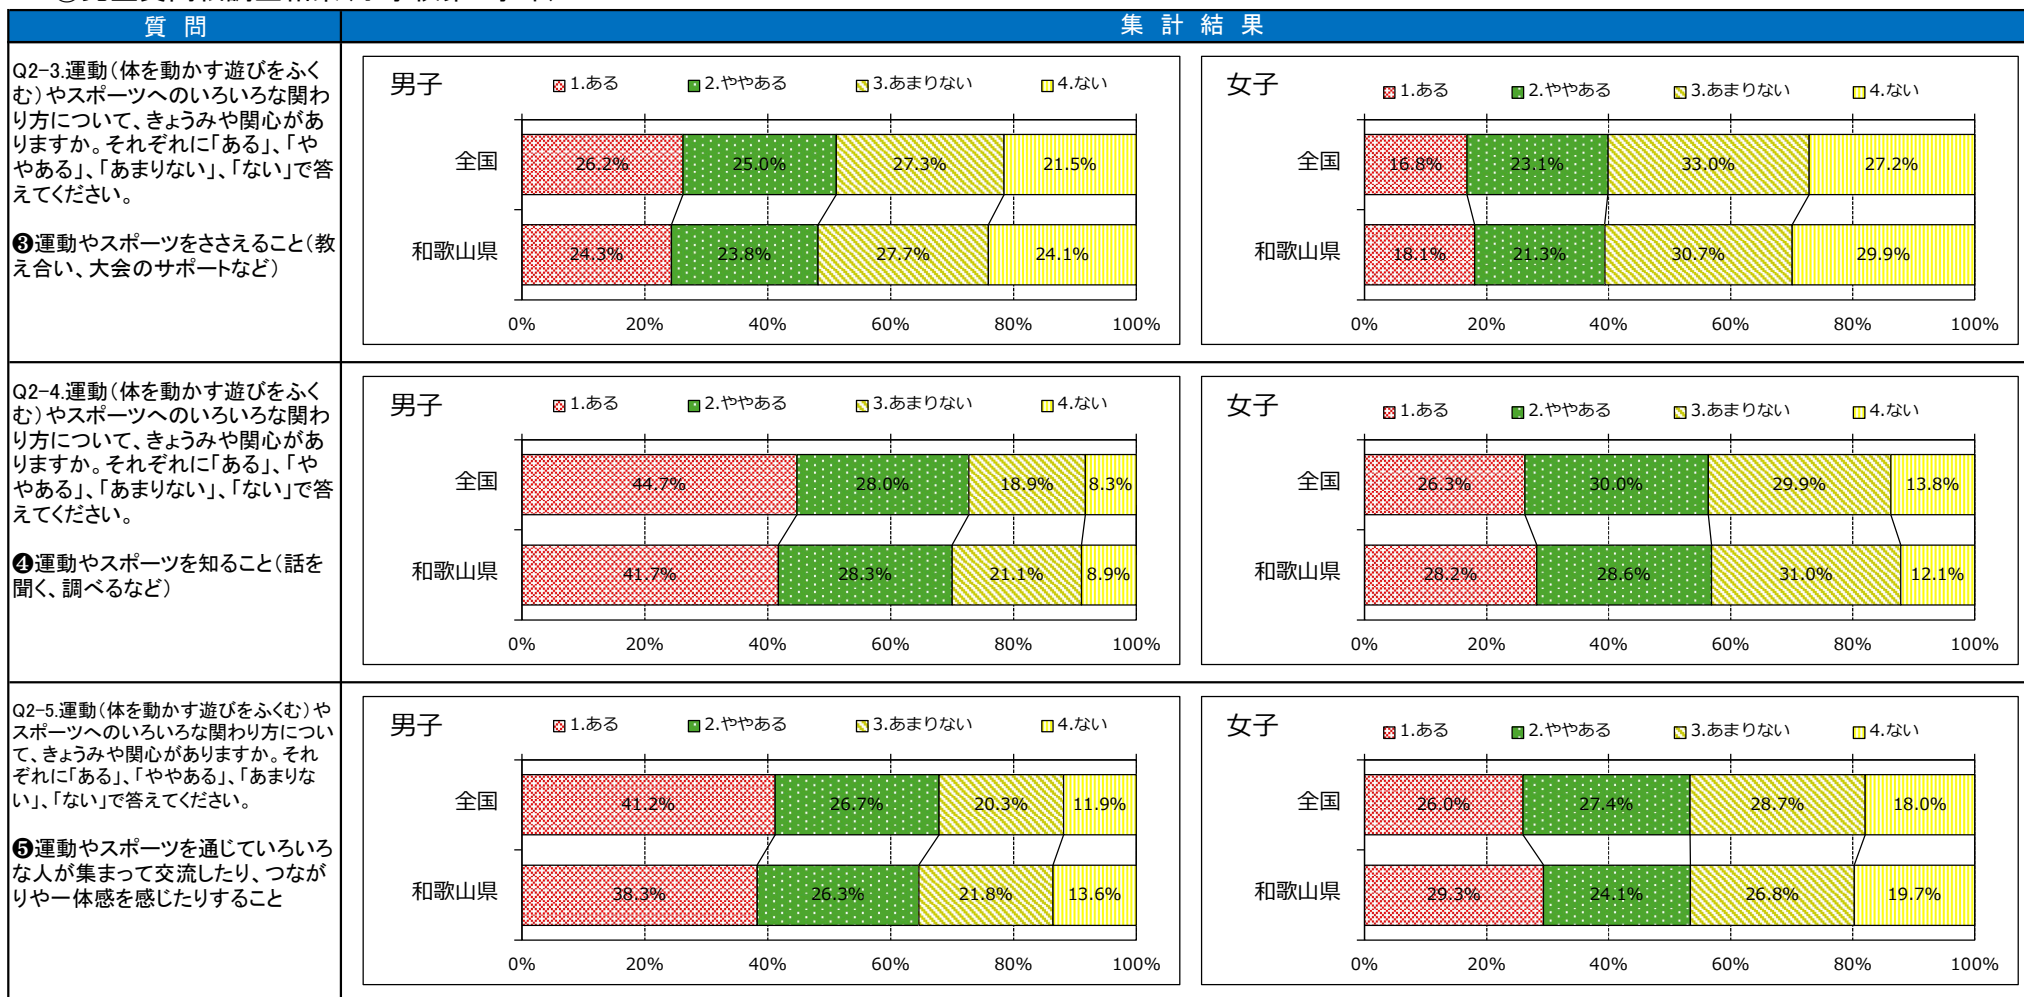 質 問
集 計 結 果
Q2-3.運動(体を動かす遊びをふく
む)やスポーツへのいろいろな関わ
り方について、きょうみや関心があ
りますか。それぞれに「ある」、「や
やある」、「あまりない」、「ない」で答
えてください。
❸運動やスポーツをささえること(教
え合い、大会のサポートなど)
男子
1.ある 2.ややある 3.あまりない 4.ない
全国 26.2% 25.0% 27.3% 21.5%
和歌山県 24.3% 23.8% 27.7% 24.1%
0% 20% 40% 60% 80% 100%
女子
1.ある 2.ややある 3.あまりない 4.ない
全国 16.8% 23.1% 33.0% 27.2%
和歌山県 18.1% 21.3% 30.7% 29.9%
0% 20% 40% 60% 80% 100%
Q2-4.運動(体を動かす遊びをふく
む)やスポーツへのいろいろな関わ
り方について、きょうみや関心があ
りますか。それぞれに「ある」、「や
やある」、「あまりない」、「ない」で答
えてください。
❹運動やスポーツを知ること(話を
聞く、調べるなど)
男子
1.ある 2.ややある 3.あまりない 4.ない
全国 44.7% 28.0% 18.9% 8.3%
和歌山県 41.7% 28.3% 21.1% 8.9%
0% 20% 40% 60% 80% 100%
女子
1.ある 2.ややある 3.あまりない 4.ない
全国 26.3% 30.0% 29.9% 13.8%
和歌山県 28.2% 28.6% 31.0% 12.1%
0% 20% 40% 60% 80% 100%
Q2-5.運動(体を動かす遊びをふくむ)や
スポーツへのいろいろな関わり方につい
て、きょうみや関心がありますか。それ
ぞれに「ある」、「ややある」、「あまりな
い」、「ない」で答えてください。
❺運動やスポーツを通じていろいろ
な人が集まって交流したり、つなが
りや一体感を感じたりすること
男子
1.ある 2.ややある 3.あまりない 4.ない
全国 41.2% 26.7% 20.3% 11.9%
和歌山県 38.3% 26.3% 21.8% 13.6%
0% 20% 40% 60% 80% 100%
女子
1.ある 2.ややある 3.あまりない 4.ない
全国 26.0% 27.4% 28.7% 18.0%
和歌山県 29.3% 24.1% 26.8% 19.7%
0% 20% 40% 60% 80% 100%